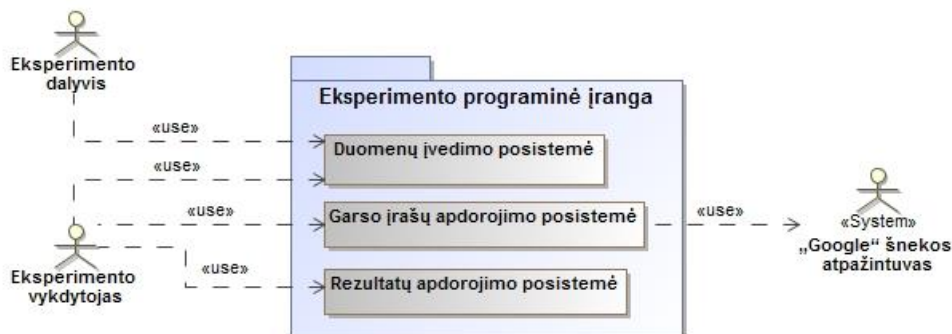 Eksperimento
dalyvis
Eksperimento programinė įranga
«use»
Duomenų įvedimo posistemė
«use»
«use»
Garso įrašų apdorojimo posistemė
«use»
«System»
„Google“ šnekos
atpažintuvas
Eksperimento
vykdytojas
«use»
Rezultatų apdorojimo posistemė